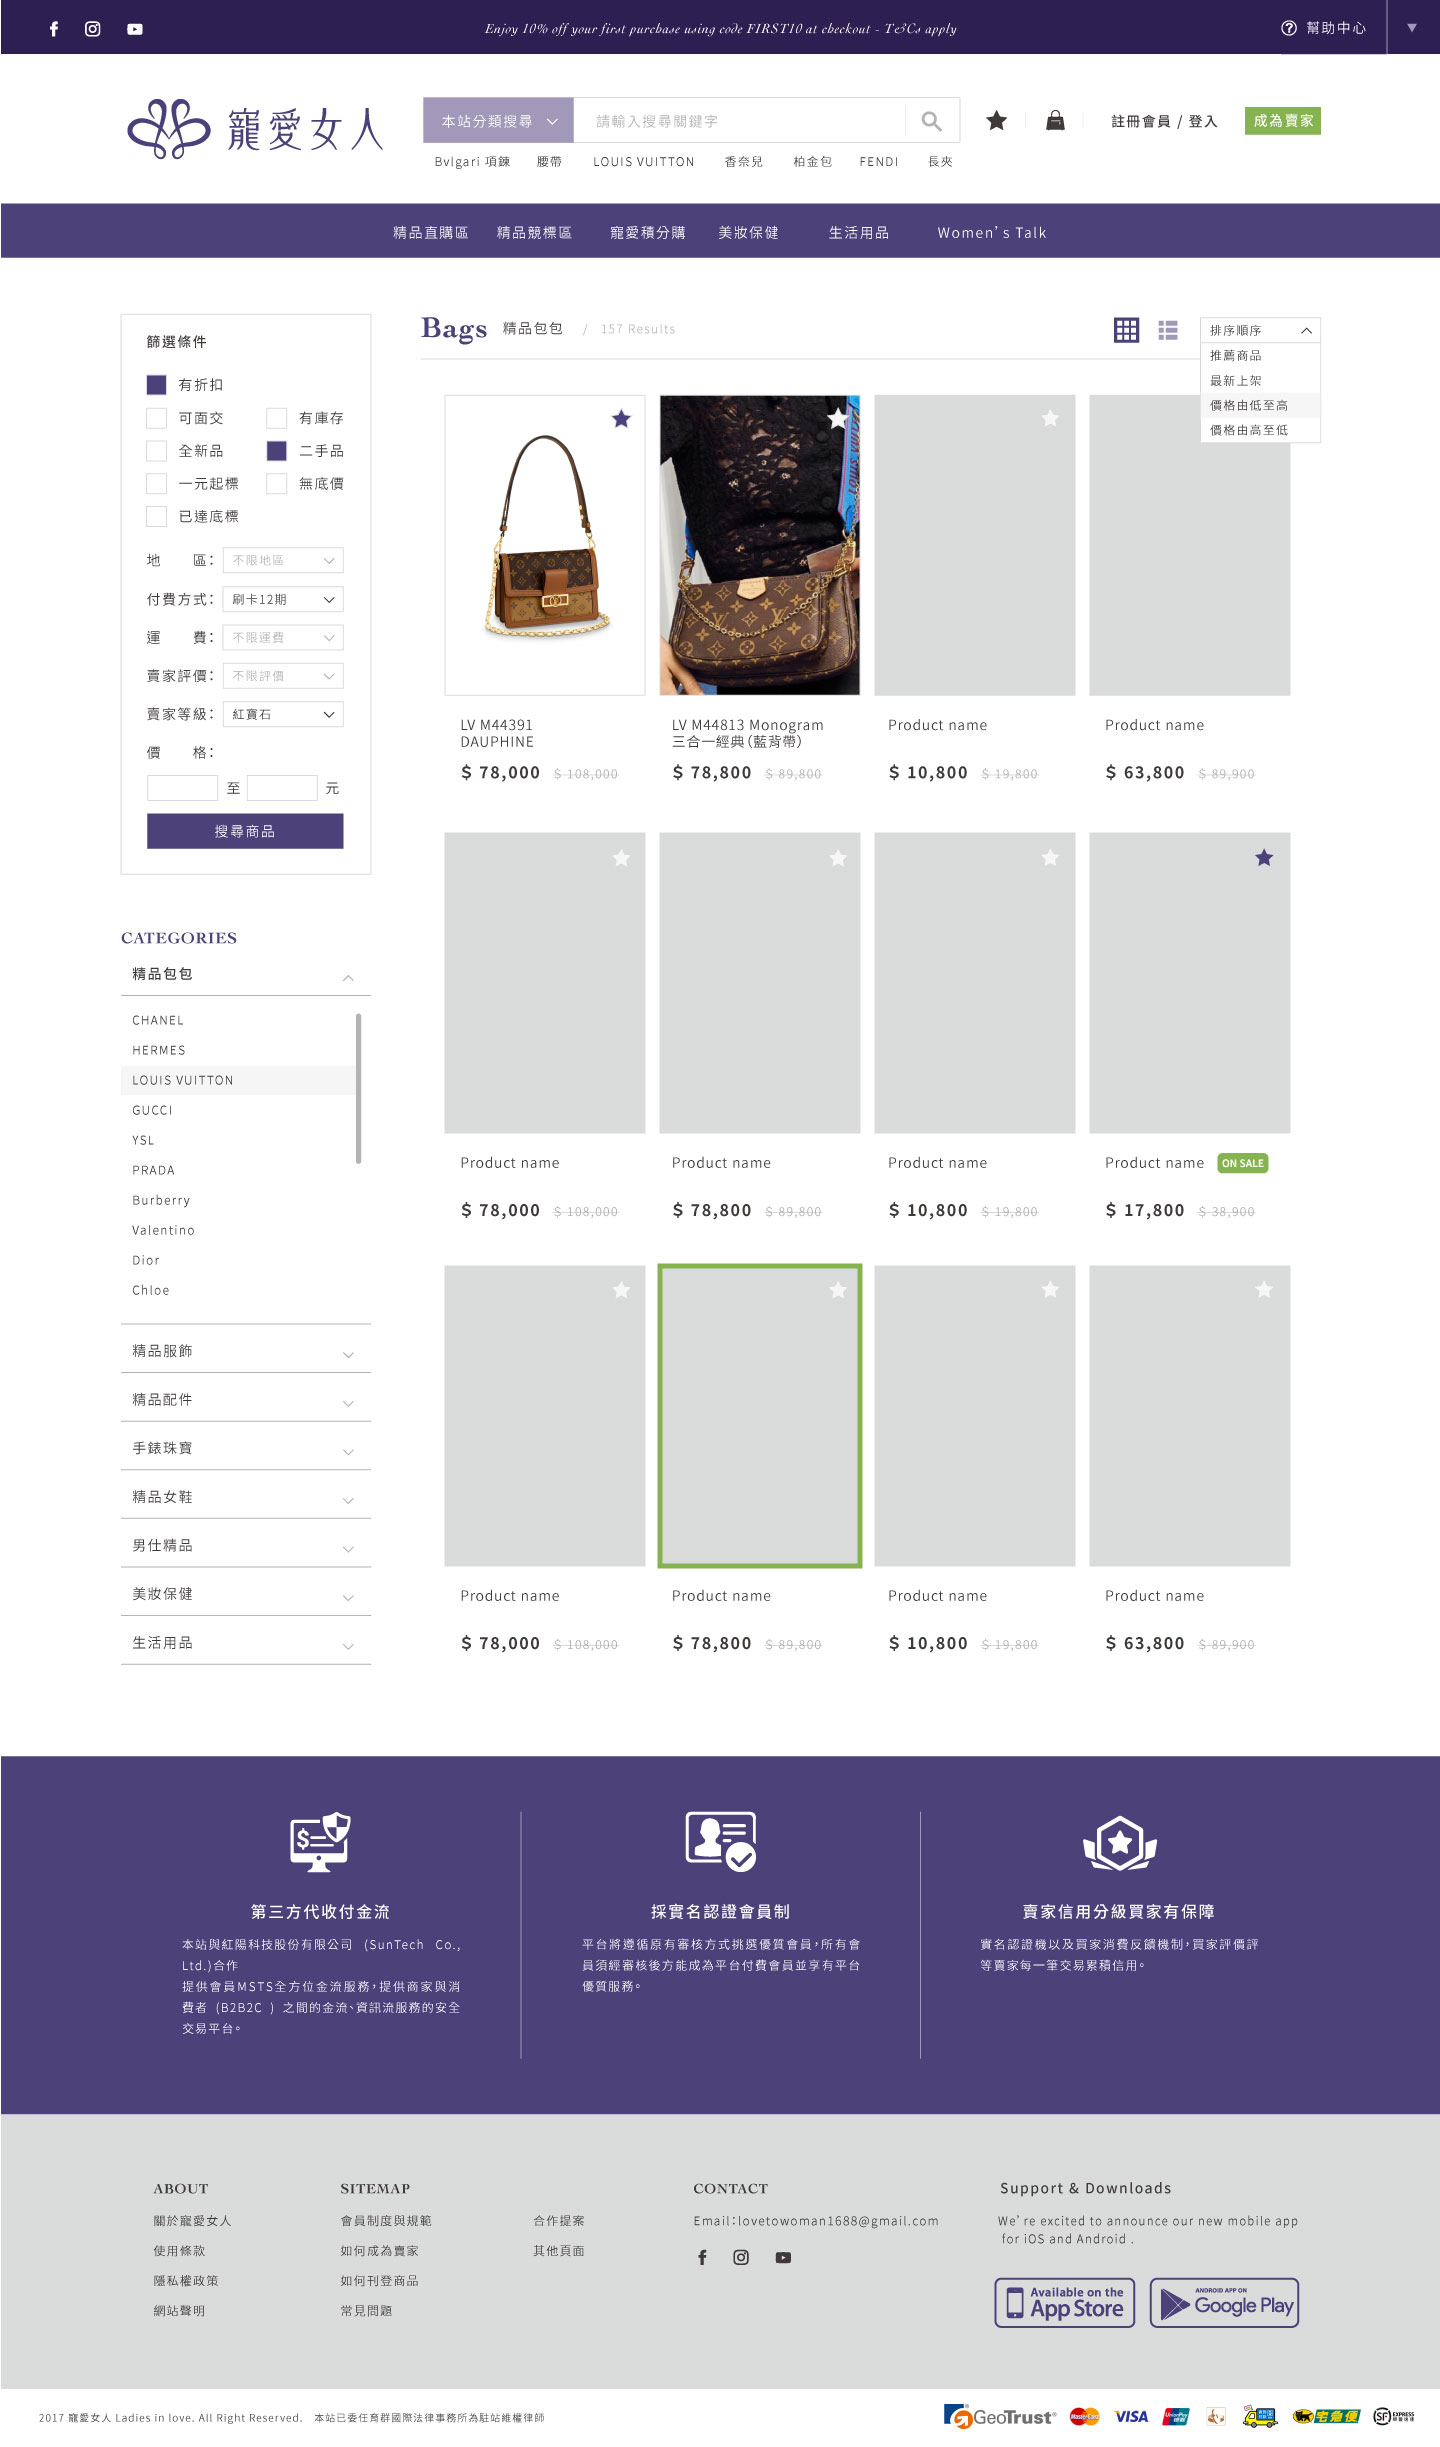 Enjoy 10% off your first purchase using code FIRST10 at checkout - T&Cs apply
幫助中心
寵愛女人
本站分類搜尋
請輸入搜尋關鍵字
註冊會員 / 登入
成為賣家
Bvlgari 項鍊 腰帶 LOUIS VUITTON 香奈兒 柏金包 FENDI 長夾
精品直購區 精品競標區 寵愛積分購 美妝保健 生活用品 Women's Talk
篩選條件
有折扣
可面交 有庫存
全新品 二手品
一元起標 無底價
已達底標
地 區： 不限地區
付費方式： 刷卡12期
運 費： 不限運費
賣家評價： 不限評價
賣家等級： 紅寶石
價 格：
至 元
搜尋商品
CATEGORIES
精品包包
CHANEL
HERMES
LOUIS VUITTON
GUCCI
YSL
PRADA
Burberry
Valentino
Dior
Chloe
精品服飾
精品配件
手錶珠寶
精品女鞋
男仕精品
美妝保健
生活用品
Bags 精品包包 / 157 Results
排序順序
推薦商品
最新上架
價格由低至高
價格由高至低
LV M44391
DAUPHINE
$ 78,000 $ 108,000
LV M44813 Monogram
三合一經典（藍背帶）
$ 78,800 $ 89,800
Product name
$ 10,800 $ 19,800
Product name
$ 63,800 $ 89,900
Product name
$ 78,000 $ 108,000
Product name
$ 78,800 $ 89,800
Product name
$ 10,800 $ 19,800
Product name ON SALE
$ 17,800 $ 38,900
Product name
$ 78,000 $ 108,000
Product name
$ 78,800 $ 89,800
Product name
$ 10,800 $ 19,800
Product name
$ 63,800 $ 89,900
第三方代收付金流
本站與紅陽科技股份有限公司 (SunTech Co.,
Ltd.)合作
提供會員MSTS全方位金流服務，提供商家與消
費者 (B2B2C ) 之間的金流、資訊流服務的安全
交易平台。
採實名認證會員制
平台將遵循原有審核方式挑選優質會員，所有會
員須經審核後方能成為平台付費會員並享有平台
優質服務。
賣家信用分級買家有保障
實名認證機以及買家消費反饋機制，買家評價評
等賣家每一筆交易累積信用。
ABOUT
關於寵愛女人
使用條款
隱私權政策
網站聲明
SITEMAP
會員制度與規範
如何成為賣家
如何刊登商品
常見問題
合作提案
其他頁面
CONTACT
Email：lovetowoman1688@gmail.com
Support & Downloads
We're excited to announce our new mobile app
for iOS and Android .
Available on the
App Store
ANDROID APP ON
Google Play
2017 寵愛女人 Ladies in love. All Right Reserved. 本站已委任育群國際法律事務所為駐站維權律師
GeoTrust MasterCard VISA UnionPay 宅急便 SF EXPRESS